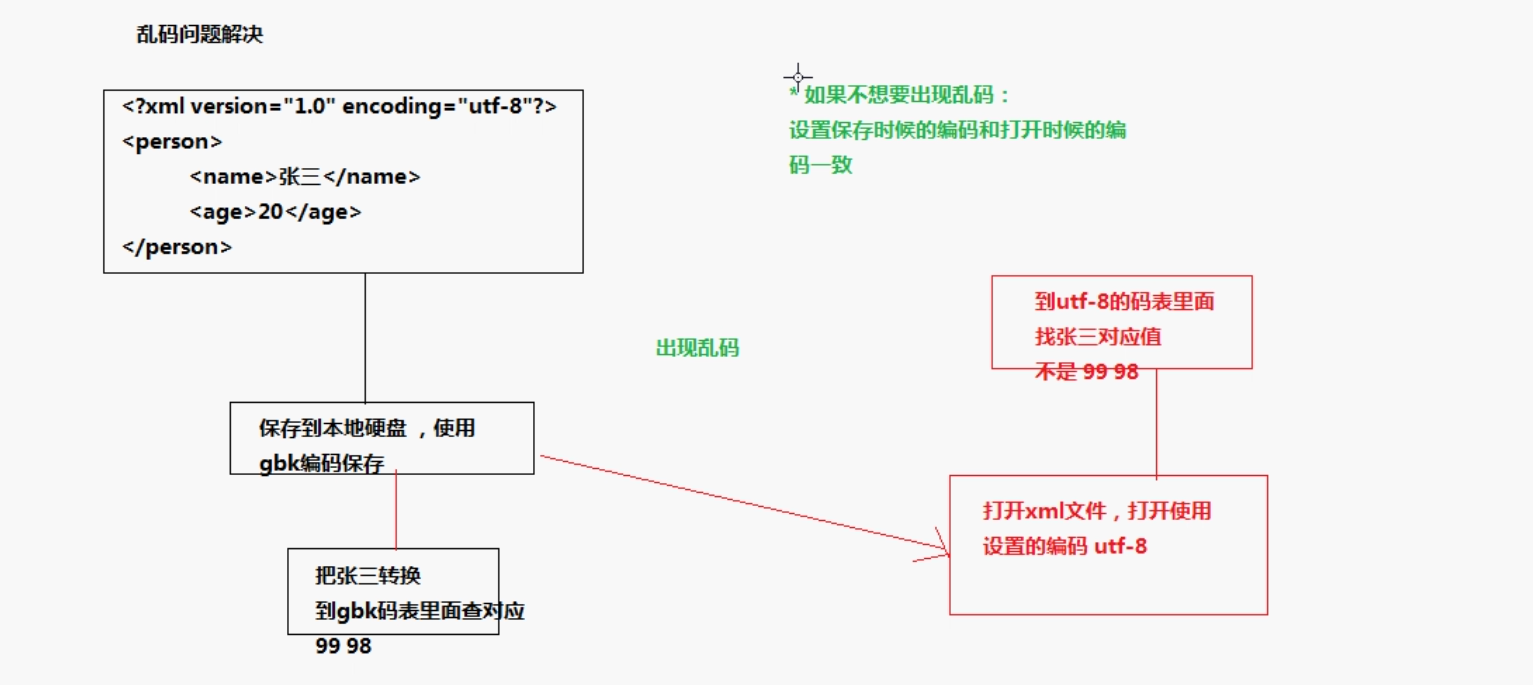 乱码问题解决
<?xml version="1.0" encoding="utf-8"?>
<person>
<name>张三</name>
<age>20</age>
</person>
* 如果不想要出现乱码：
设置保存时候的编码和打开时候的编
码一致
出现乱码
到utf-8的码表里面
找张三对应值
不是 99 98
保存到本地硬盘 ，使用
gbk编码保存
打开xml文件，打开使用
设置的编码 utf-8
把张三转换
到gbk码表里面查对应
99 98